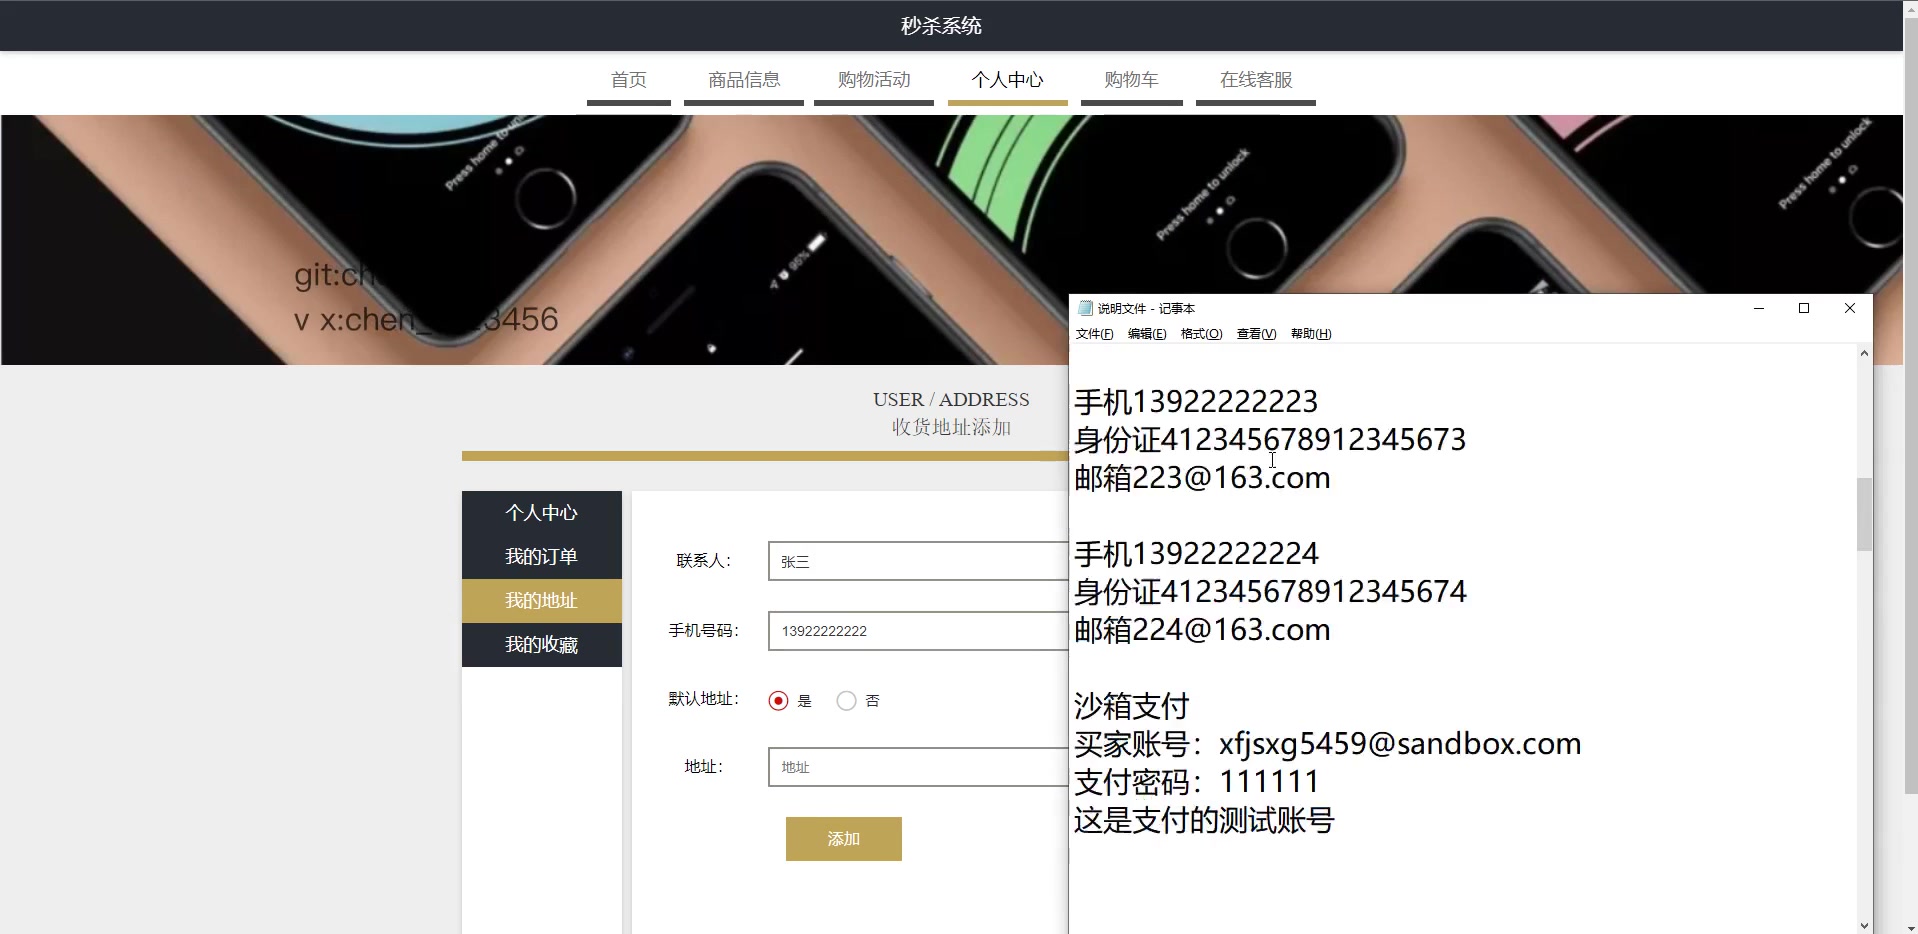 秒杀系统
首页
商品信息
购物活动
个人中心
购物车
在线客服
Press home to unlock
Press home to unlock
95%
v x:chen_
3456
USER / ADDRESS
收货地址添加
个人中心
我的订单
我的地址
我的收藏
联系人：
张三
手机号码：
13922222222
默认地址：
是
否
地址：
地址
添加
说明文件 - 记事本
文件(F)
编辑(E)
格式(O)
查看(V)
帮助(H)
手机13922222223
身份证412345678912345673
邮箱223@163.com
手机13922222224
身份证412345678912345674
邮箱224@163.com
沙箱支付
买家账号：xfjsxg5459@sandbox.com
支付密码：111111
这是支付的测试账号